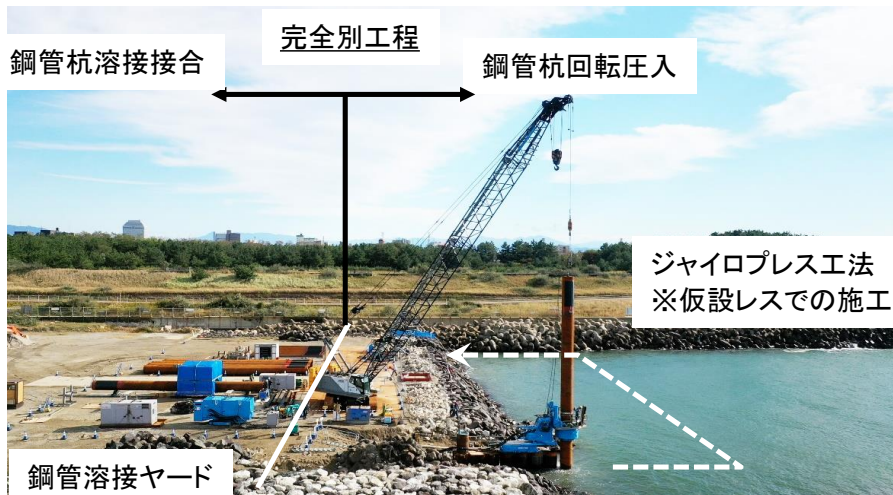 完全別工程
鋼管杭溶接接合
鋼管杭回転圧入
ジャイロプレス工法
※仮設レスでの施工
鋼管溶接ヤード